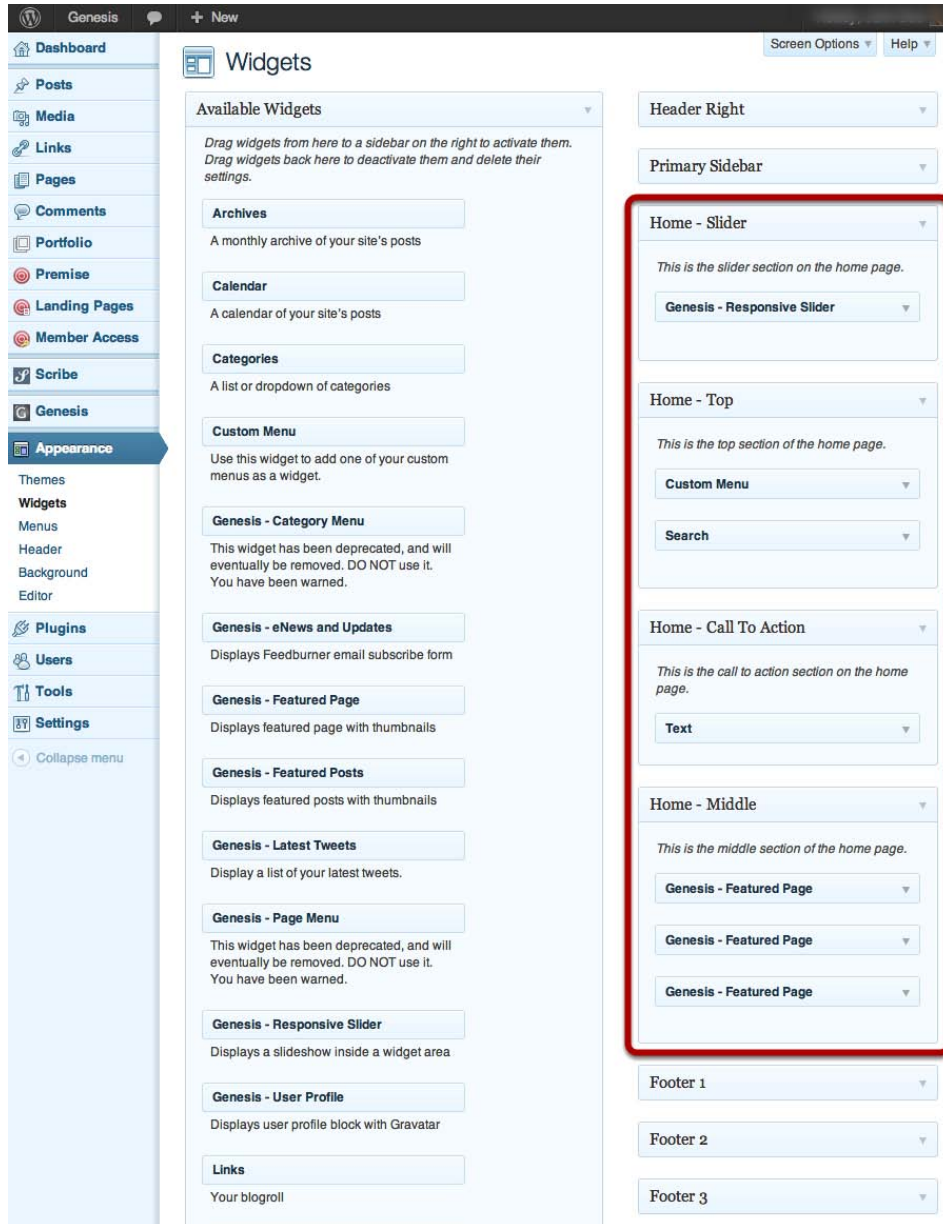 Genesis
+ New
Screen Options
Help
Dashboard
Posts
Media
Links
Pages
Comments
Portfolio
Premise
Landing Pages
Member Access
Scribe
Genesis
Appearance
Themes
Widgets
Menus
Header
Background
Editor
Plugins
Users
Tools
Settings
Collapse menu
Widgets
Available Widgets
Drag widgets from here to a sidebar on the right to activate them.
Drag widgets back here to deactivate them and delete their
settings.
Archives
A monthly archive of your site's posts
Calendar
A calendar of your site's posts
Categories
A list or dropdown of categories
Custom Menu
Use this widget to add one of your custom
menus as a widget.
Genesis - Category Menu
This widget has been deprecated, and will
eventually be removed. DO NOT use it.
You have been warned.
Genesis - eNews and Updates
Displays Feedburner email subscribe form
Genesis - Featured Page
Displays featured page with thumbnails
Genesis - Featured Posts
Displays featured posts with thumbnails
Genesis - Latest Tweets
Display a list of your latest tweets.
Genesis - Page Menu
This widget has been deprecated, and will
eventually be removed. DO NOT use it.
You have been warned.
Genesis - Responsive Slider
Displays a slideshow inside a widget area
Genesis - User Profile
Displays user profile block with Gravatar
Links
Your blogroll
Header Right
Primary Sidebar
Home - Slider
This is the slider section on the home page.
Genesis - Responsive Slider
Home - Top
This is the top section of the home page.
Custom Menu
Search
Home - Call To Action
This is the call to action section on the home
page.
Text
Home - Middle
This is the middle section of the home page.
Genesis - Featured Page
Genesis - Featured Page
Genesis - Featured Page
Footer 1
Footer 2
Footer 3